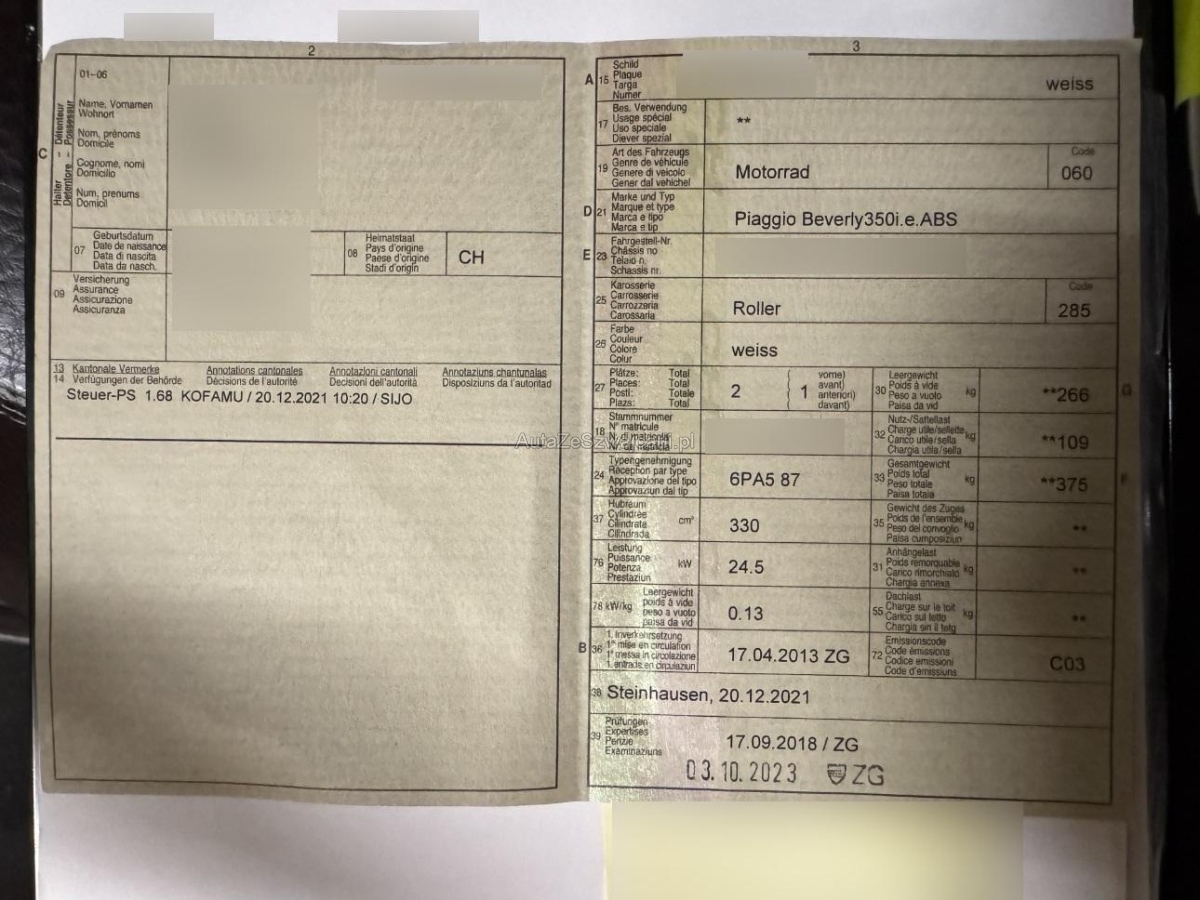 2
01–06
Halter – Détenteur
Detentore – Possessur
C
Name, Vornamen
Wohnort
Nom, prénoms
Domicile
Cognome, nomi
Domicilio
Num, prenums
Domicil
07
Geburtsdatum
Date de naissance
Data di nascita
Data da nasch.
08
Heimatstaat
Pays d'origine
Paese d'origine
Stadi d'origin
CH
09
Versicherung
Assurance
Assicurazione
Assicuranza
13 Kantonale Vermerke Annotations cantonales Annotazioni cantonali Annotaziuns chantunalas
14 Verfügungen der Behörde Décisions de l'autorité Decisioni dell'autorità Disposiziuns da l'autoritad
Steuer-PS 1.68 KOFAMU / 20.12.2021 10:20 / SIJO
3
A 15
Schild
Plaque
Targa
Numer
weiss
17
Bes. Verwendung
Usage spécial
Uso speciale
Diever spezial
**
19
Art des Fahrzeugs
Genre de véhicule
Genere di veicolo
Gener dal vehichel
Motorrad
Code
060
D 21
Marke und Typ
Marque et type
Marca e tipo
Marca e tip
Piaggio Beverly350i.e.ABS
E 23
Fahrgestell-Nr.
Châssis no
Telaio n.
Schassis nr.
25
Karosserie
Carrosserie
Carrozzeria
Carossaria
Roller
Code
285
26
Farbe
Couleur
Colore
Colur
weiss
27
Plätze: Total
Places: Total
Posti: Totale
Plazs: Total
2
1
vorne)
avant)
anteriori)
davant)
30
Leergewicht
Poids à vide
Peso a vuoto
Paisa da vid
kg
**266
G
18
Stammnummer
N° matricule
N. di matricola
Nr. da matricla
32
Nutz-/Sattellast
Charge utile/sellette
Carico utile/sella
Chargia utila/sella
kg
**109
24
Typengenehmigung
Réception par type
Approvazione del tipo
Approvaziun dal tip
6PA5 87
33
Gesamtgewicht
Poids total
Peso totale
Paisa totala
kg
**375
F
37
Hubraum
Cylindrée
Cilindrata
Cilindrada
cm³
330
35
Gewicht des Zuges
Poids de l'ensemble
Peso del convoglio
Paisa cumposiziun
kg
**
76
Leistung
Puissance
Potenza
Prestaziun
kW
24.5
31
Anhängelast
Poids remorquable
Carico rimorchiato
Chargia annexa
kg
**
78 kW/kg
Leergewicht
poids à vide
peso a vuoto
paisa da vid
0.13
55
Dachlast
Charge sur le toit
Carico sul tetto
Chargia sin il tetg
kg
**
B 36
1. Inverkehrsetzung
1re mise en circulation
1a messa in circolazione
1. entrada en circulaziun
17.04.2013 ZG
72
Emissionscode
Code émissions
Codice emissioni
Code d'emissiuns
C03
38 Steinhausen, 20.12.2021
39
Prüfungen
Expertises
Perizie
Examinaziuns
17.09.2018 / ZG
03.10.2023 ZG
AutaZeSzwajcarii.pl